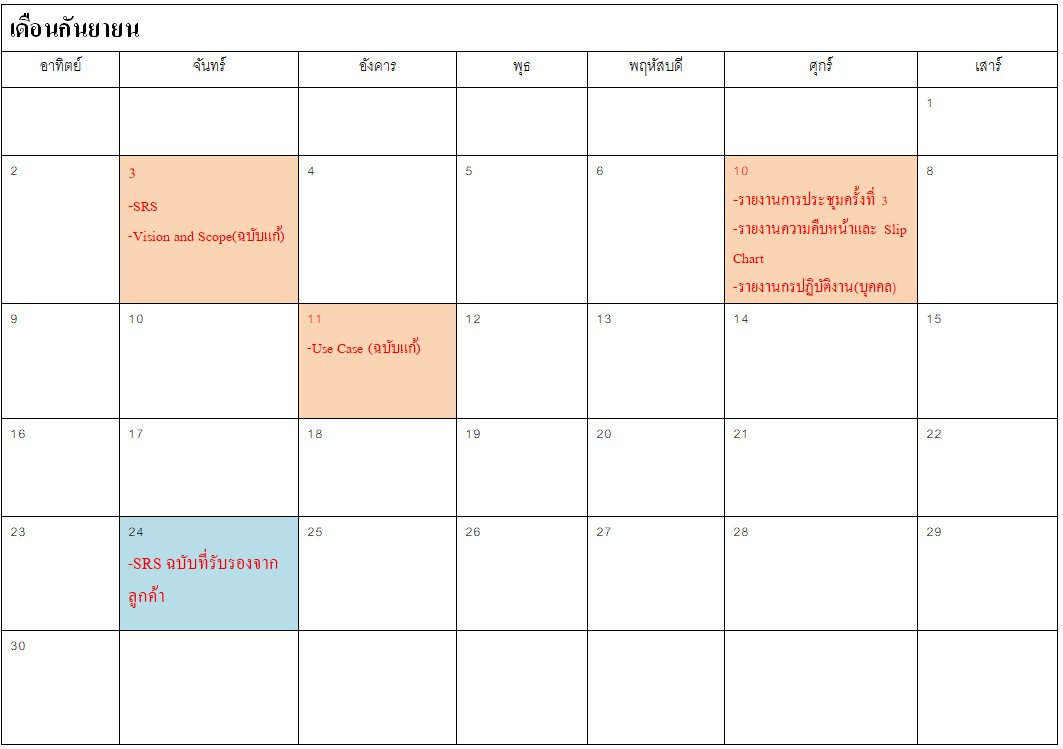 เดือนกันยายน
อาทิตย์ จันทร์ อังคาร พุธ พฤหัสบดี ศุกร์ เสาร์
1
2 3 4 5 6 10 8
-SRS
-Vision and Scope(ฉบับแก้)
-รายงานการประชุมครั้งที่ 3
-รายงานความคืบหน้าและ Slip
Chart
-รายงานกรปฏิบัติงาน(บุคคล)
9 10 11 12 13 14 15
-Use Case (ฉบับแก้)
16 17 18 19 20 21 22
23 24 25 26 27 28 29
-SRS ฉบับที่รับรองจาก
ลูกค้า
30